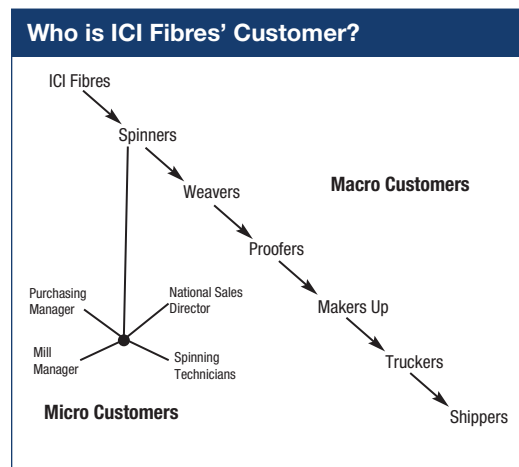 Who is ICI Fibres’ Customer?
ICI Fibres
Spinners
Weavers
Macro Customers
Proofers
Purchasing
Manager
National Sales
Director
Makers Up
Mill
Manager
Spinning
Technicians
Truckers
Micro Customers
Shippers